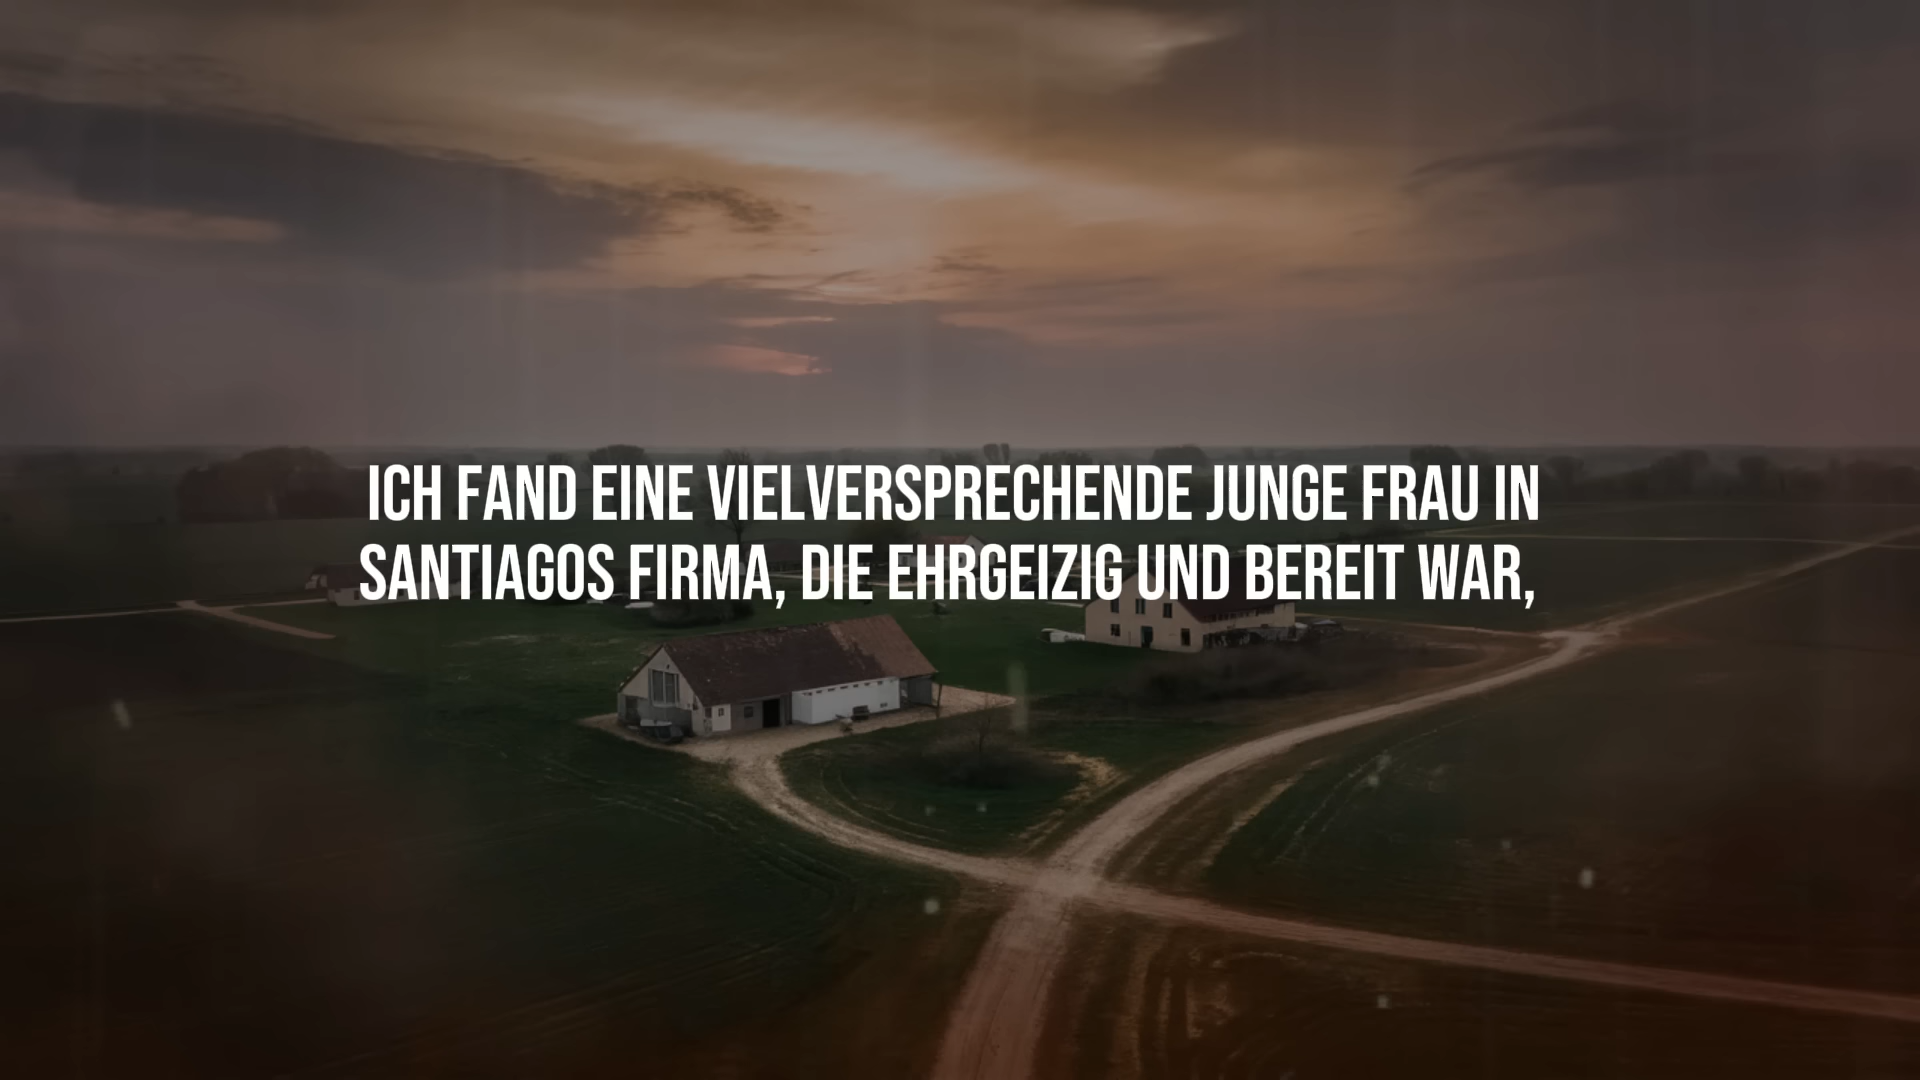 ICH FAND EINE VIELVERSPRECHENDE JUNGE FRAU IN
SANTIAGOS FIRMA, DIE EHRGEIZIG UND BEREIT WAR,